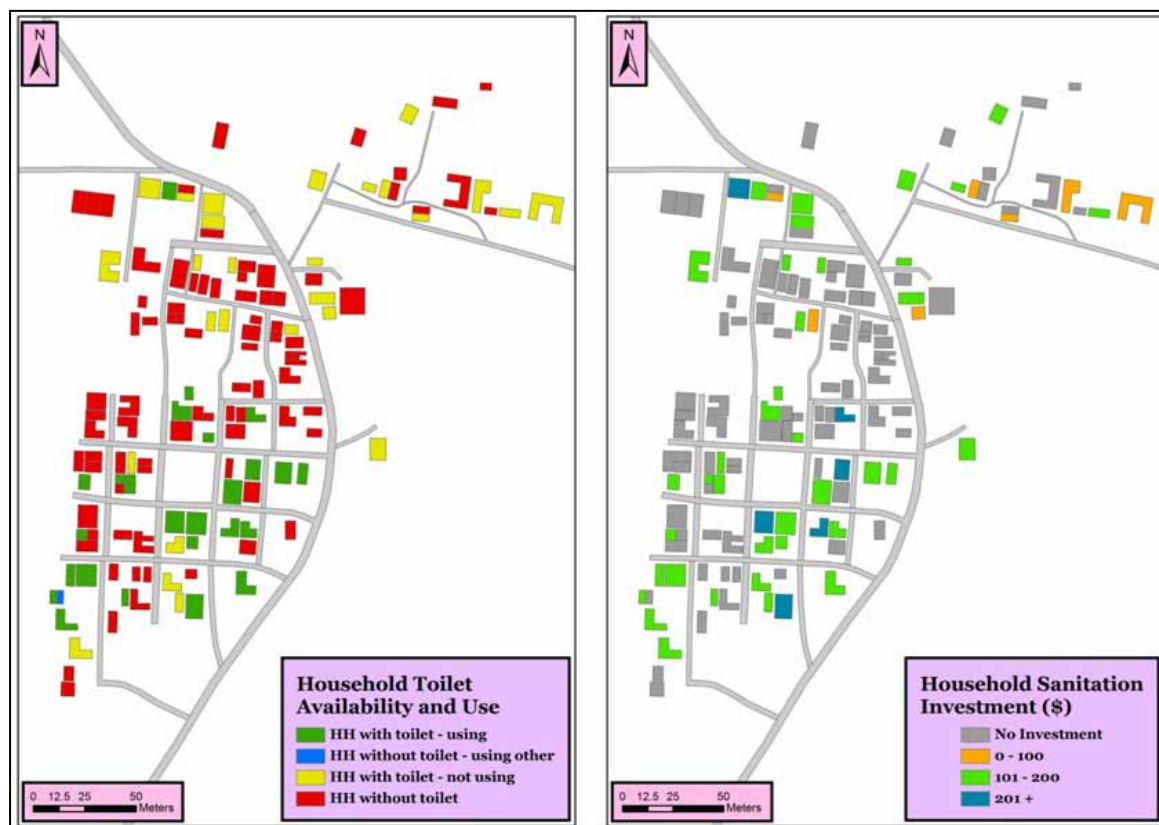 N
Household Toilet
Availability and Use
HH with toilet - using
HH without toilet - using other
HH with toilet - not using
HH without toilet
0 12.5 25 50
Meters
N
Household Sanitation
Investment ($)
No Investment
0 - 100
101 - 200
201 +
0 12.5 25 50
Meters